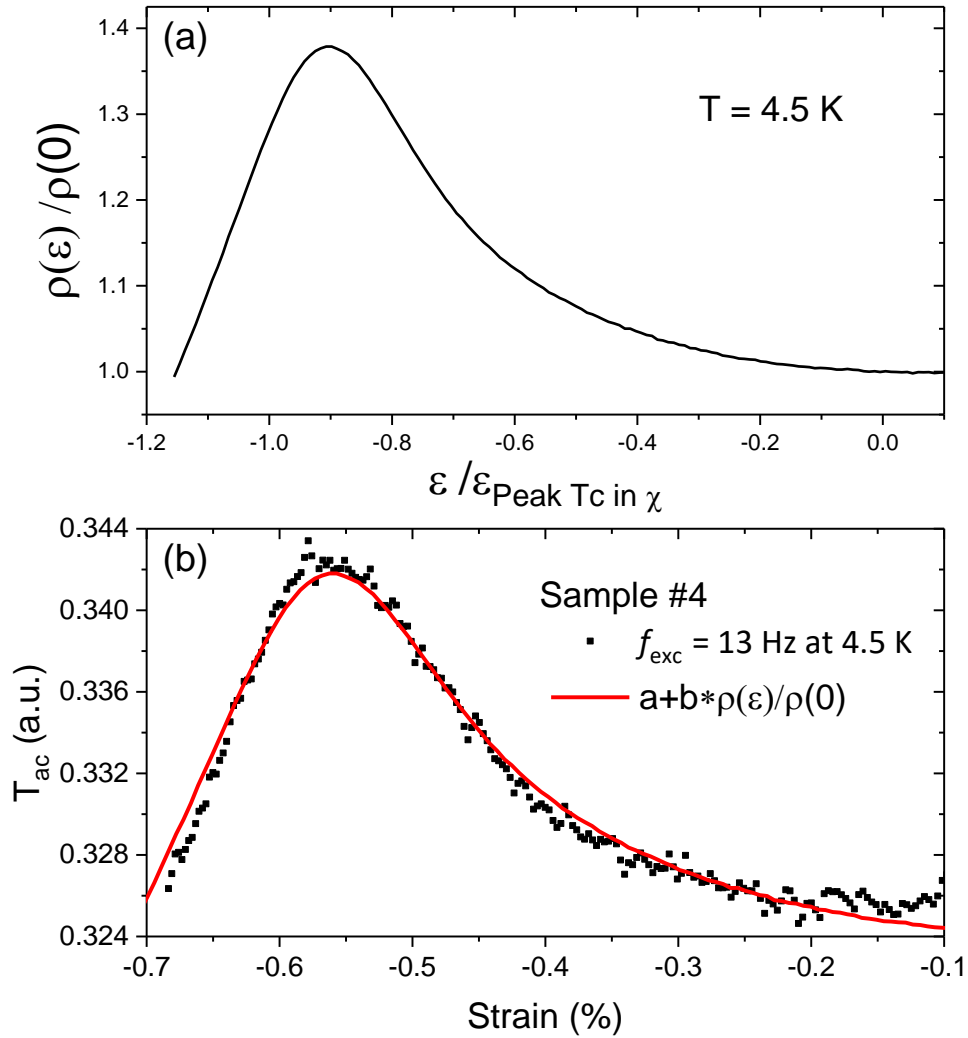 (a)
T = 4.5 K
ρ(ε) /ρ(0)
1.4
1.3
1.2
1.1
1.0
-1.2 -1.0 -0.8 -0.6 -0.4 -0.2 0.0
ε /εPeak Tc in χ
(b)
Sample #4
fexc = 13 Hz at 4.5 K
a+b*ρ(ε)/ρ(0)
Tac (a.u.)
0.344
0.340
0.336
0.332
0.328
0.324
-0.7 -0.6 -0.5 -0.4 -0.3 -0.2 -0.1
Strain (%)